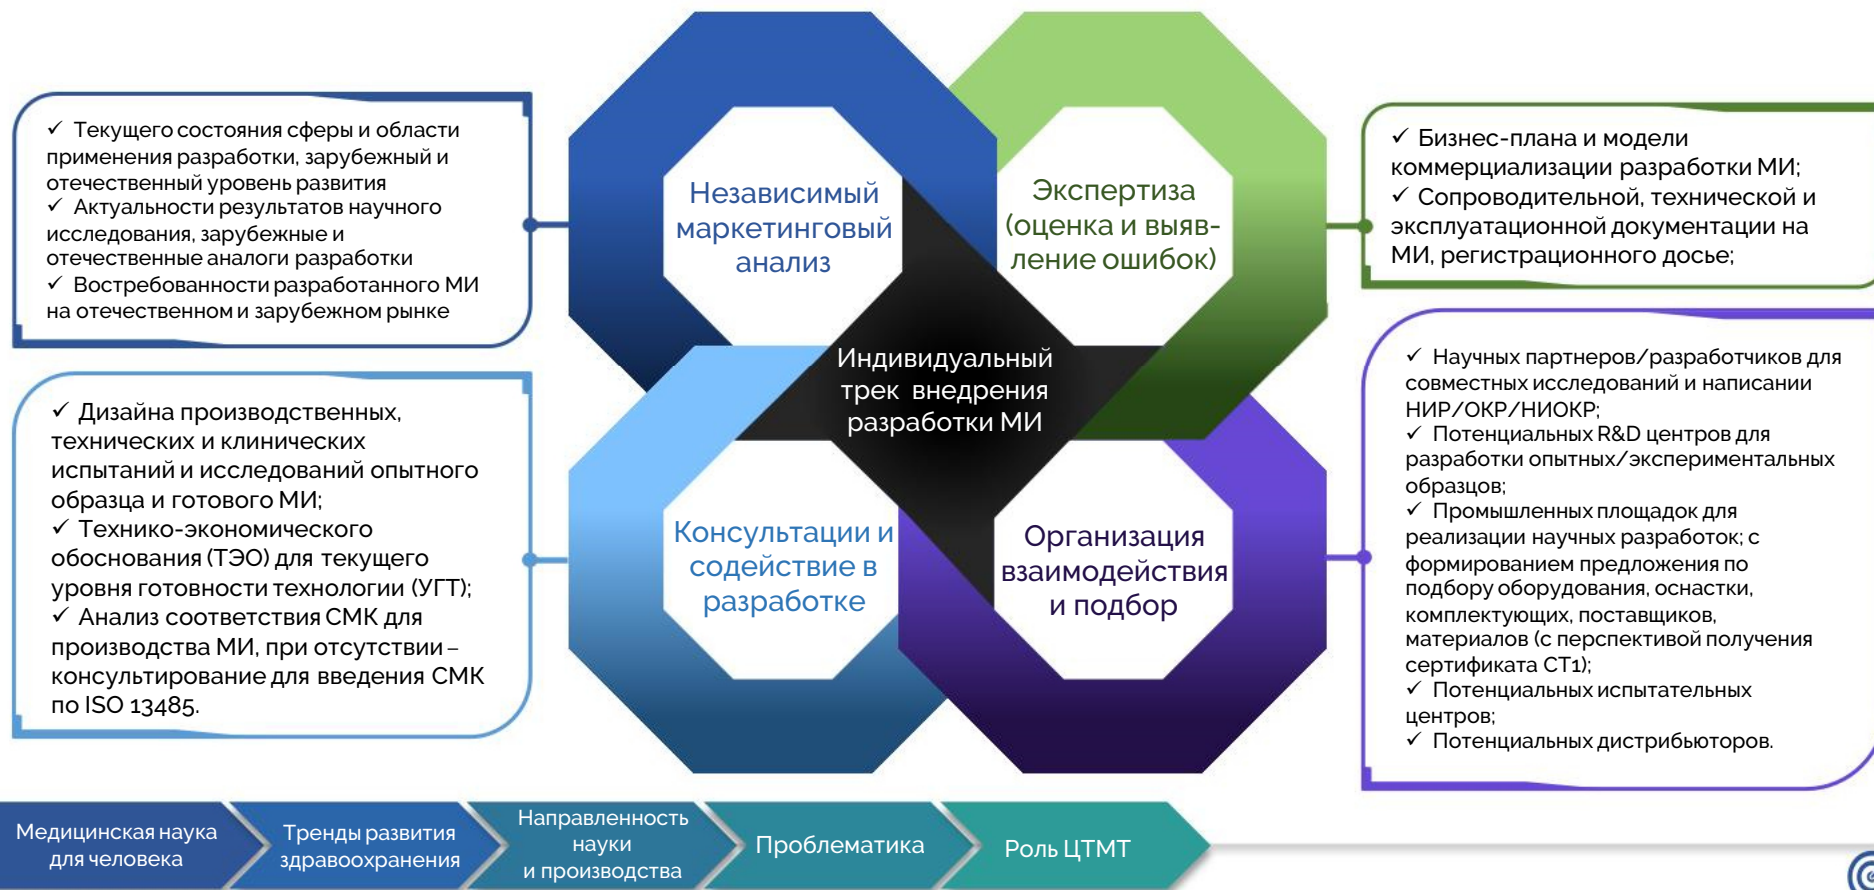 ✓ Текущего состояния сферы и области
применения разработки, зарубежный и
отечественный уровень развития
✓ Актуальности результатов научного
исследования, зарубежные и
отечественные аналоги разработки
✓ Востребованности разработанного МИ
на отечественном и зарубежном рынке
Независимый
маркетинговый
анализ
Экспертиза
(оценка и выяв-
ление ошибок)
✓ Бизнес-плана и модели
коммерциализации разработки МИ;
✓ Сопроводительной, технической и
эксплуатационной документации на
МИ, регистрационного досье;
Индивидуальный
трек внедрения
разработки МИ
✓ Дизайна производственных,
технических и клинических
испытаний и исследований опытного
образца и готового МИ;
✓ Технико-экономического
обоснования (ТЭО) для текущего
уровня готовности технологии (УГТ);
✓ Анализ соответствия СМК для
производства МИ, при отсутствии –
консультирование для введения СМК
по ISO 13485.
Консультации и
содействие в
разработке
Организация
взаимодействия
и подбор
✓ Научных партнеров/разработчиков для
совместных исследований и написании
НИР/ОКР/НИОКР;
✓ Потенциальных R&D центров для
разработки опытных/экспериментальных
образцов;
✓ Промышленных площадок для
реализации научных разработок; с
формированием предложения по
подбору оборудования, оснастки,
комплектующих, поставщиков,
материалов (с перспективой получения
сертификата СТ1);
✓ Потенциальных испытательных
центров;
✓ Потенциальных дистрибьюторов.
Медицинская наука
для человека
Тренды развития
здравоохранения
Направленность
науки
и производства
Проблематика
Роль ЦТМТ